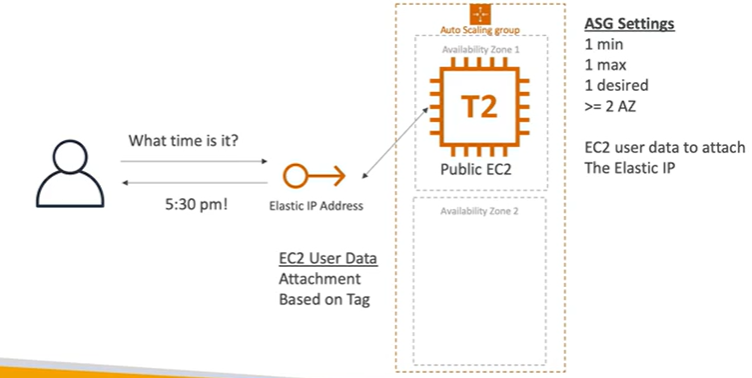 Auto Scaling group
Availability Zone 1
T2
Public EC2
Availability Zone 2
ASG Settings
1 min
1 max
1 desired
>= 2 AZ
EC2 user data to attach
The Elastic IP
What time is it?
5:30 pm!
Elastic IP Address
EC2 User Data
Attachment
Based on Tag